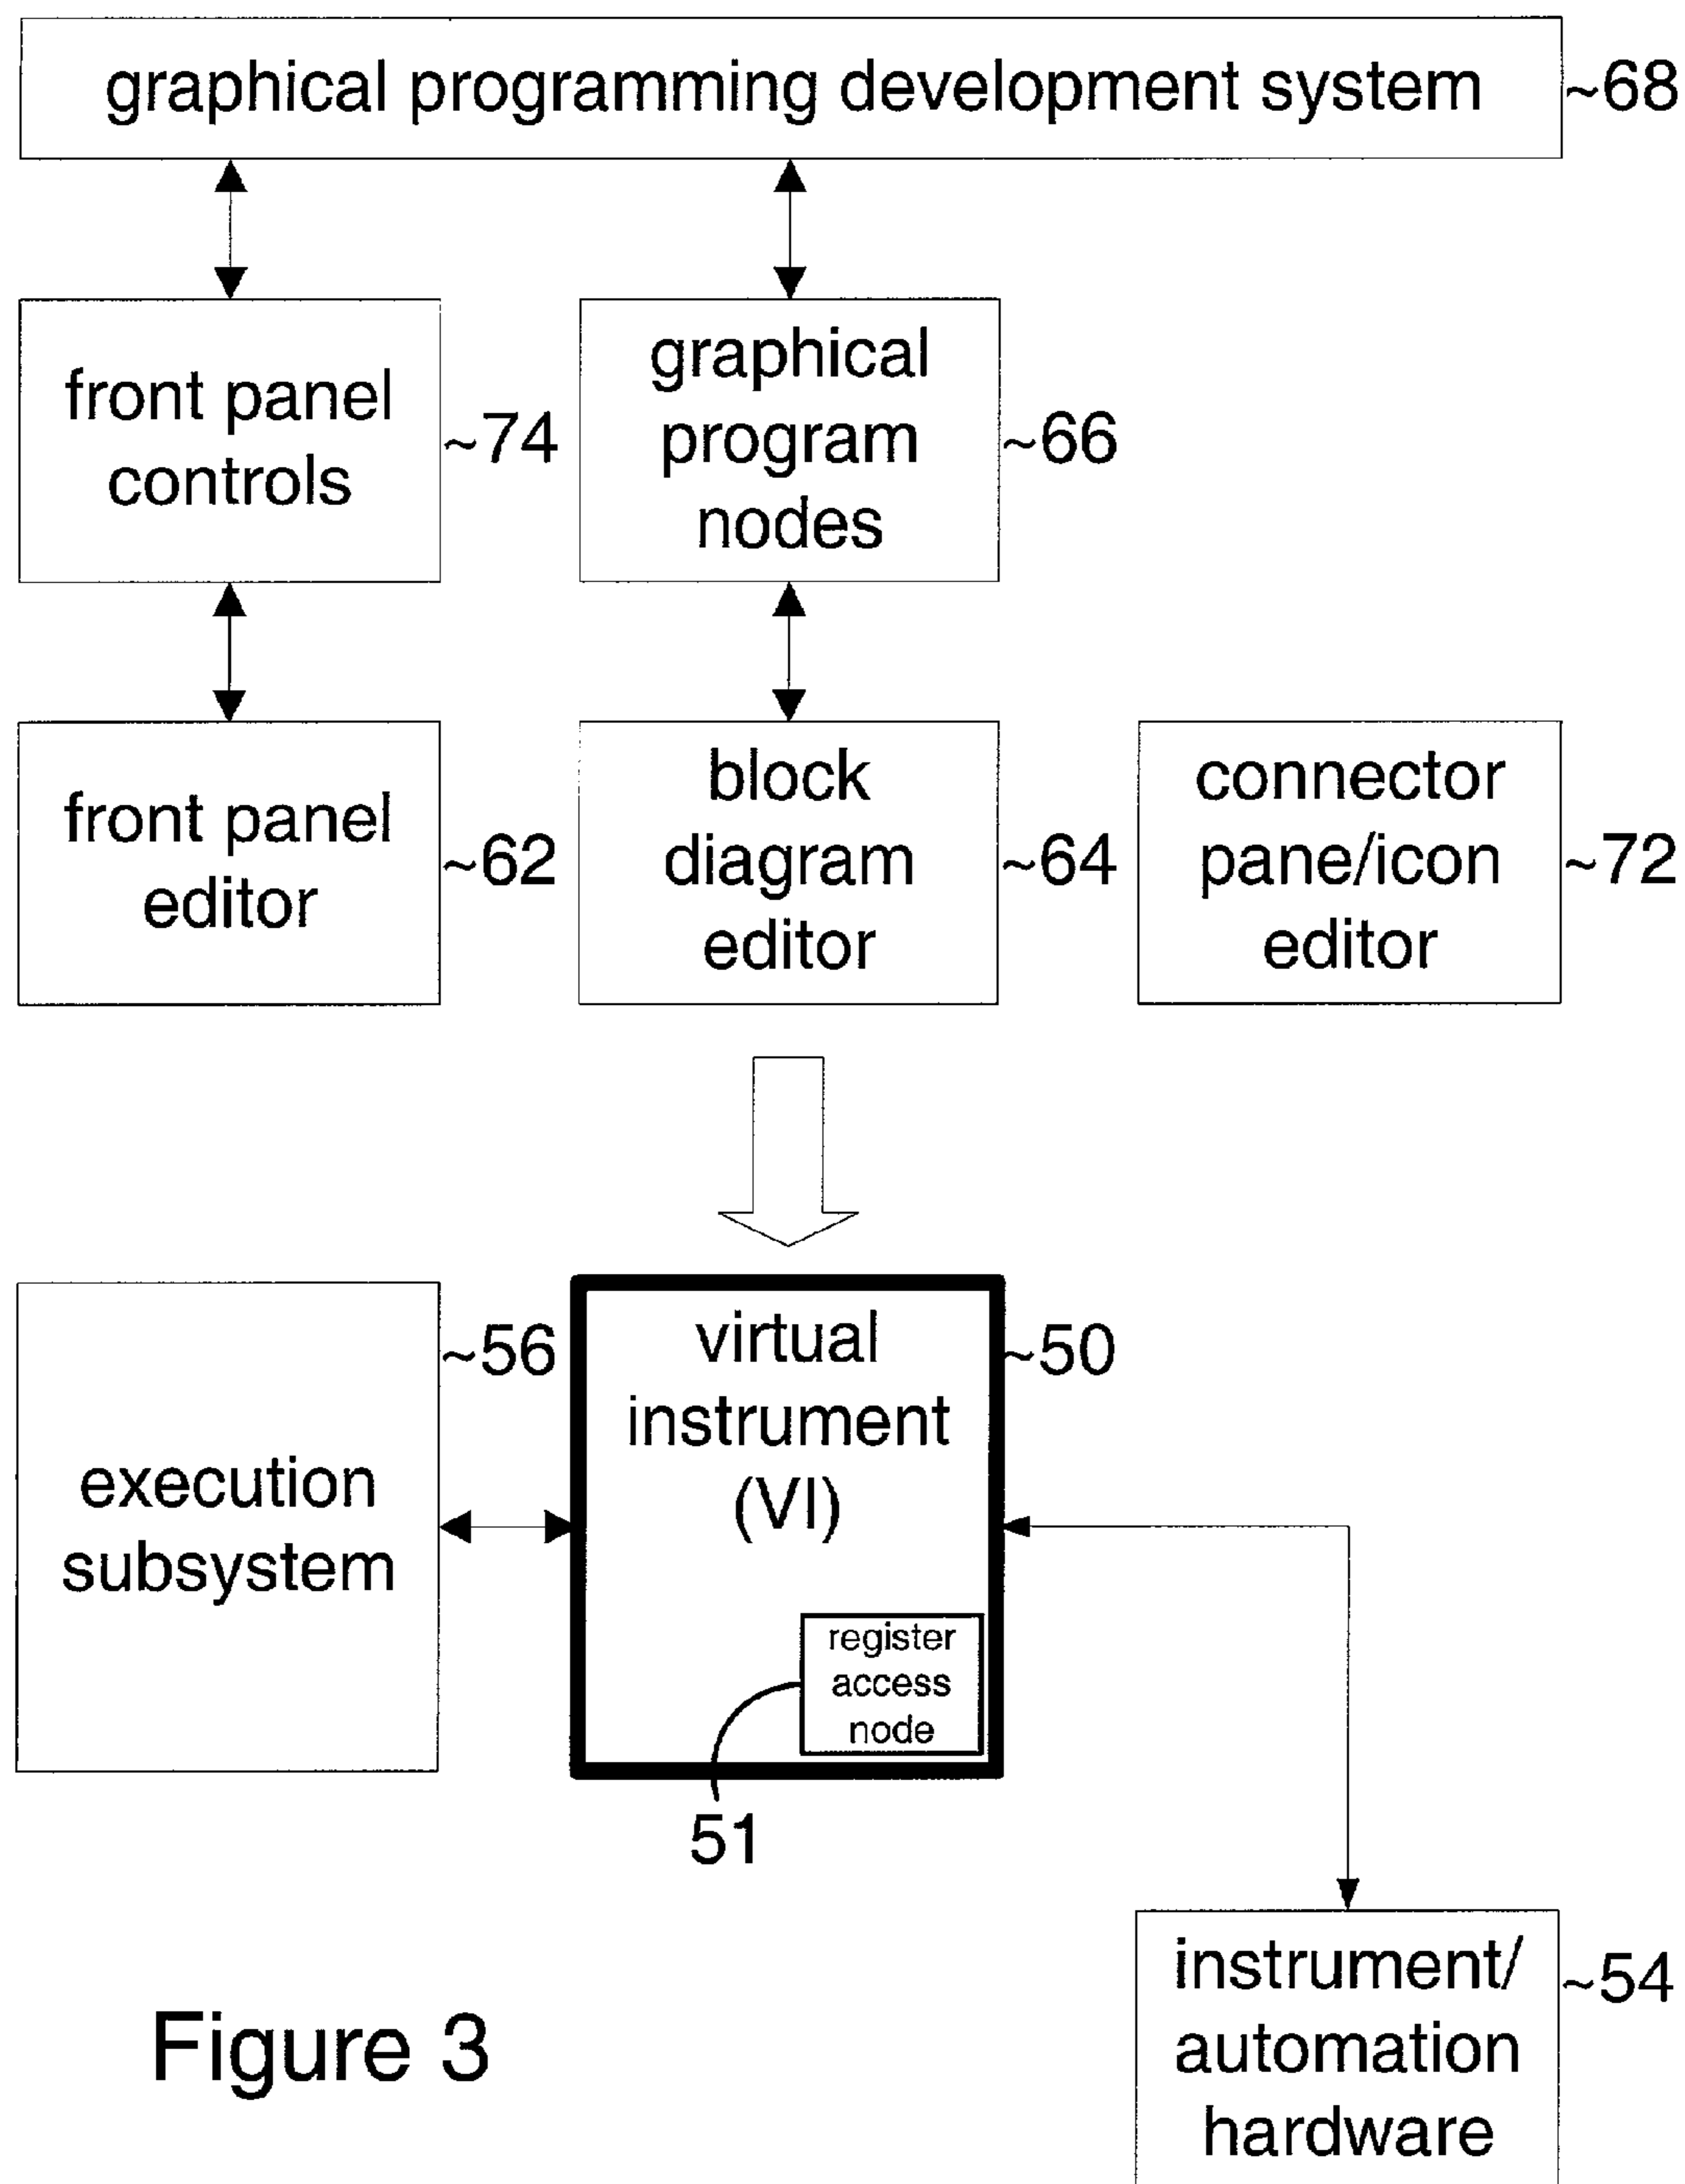 graphical programming development system ~68
front panel
controls
~74
graphical
program
nodes
~66
front panel
editor
~62
block
diagram
editor
~64
connector
pane/icon
editor
~72
execution
subsystem
~56
virtual
instrument
(VI)
~50
register
access
node
51
instrument/
automation
hardware
~54
Figure 3